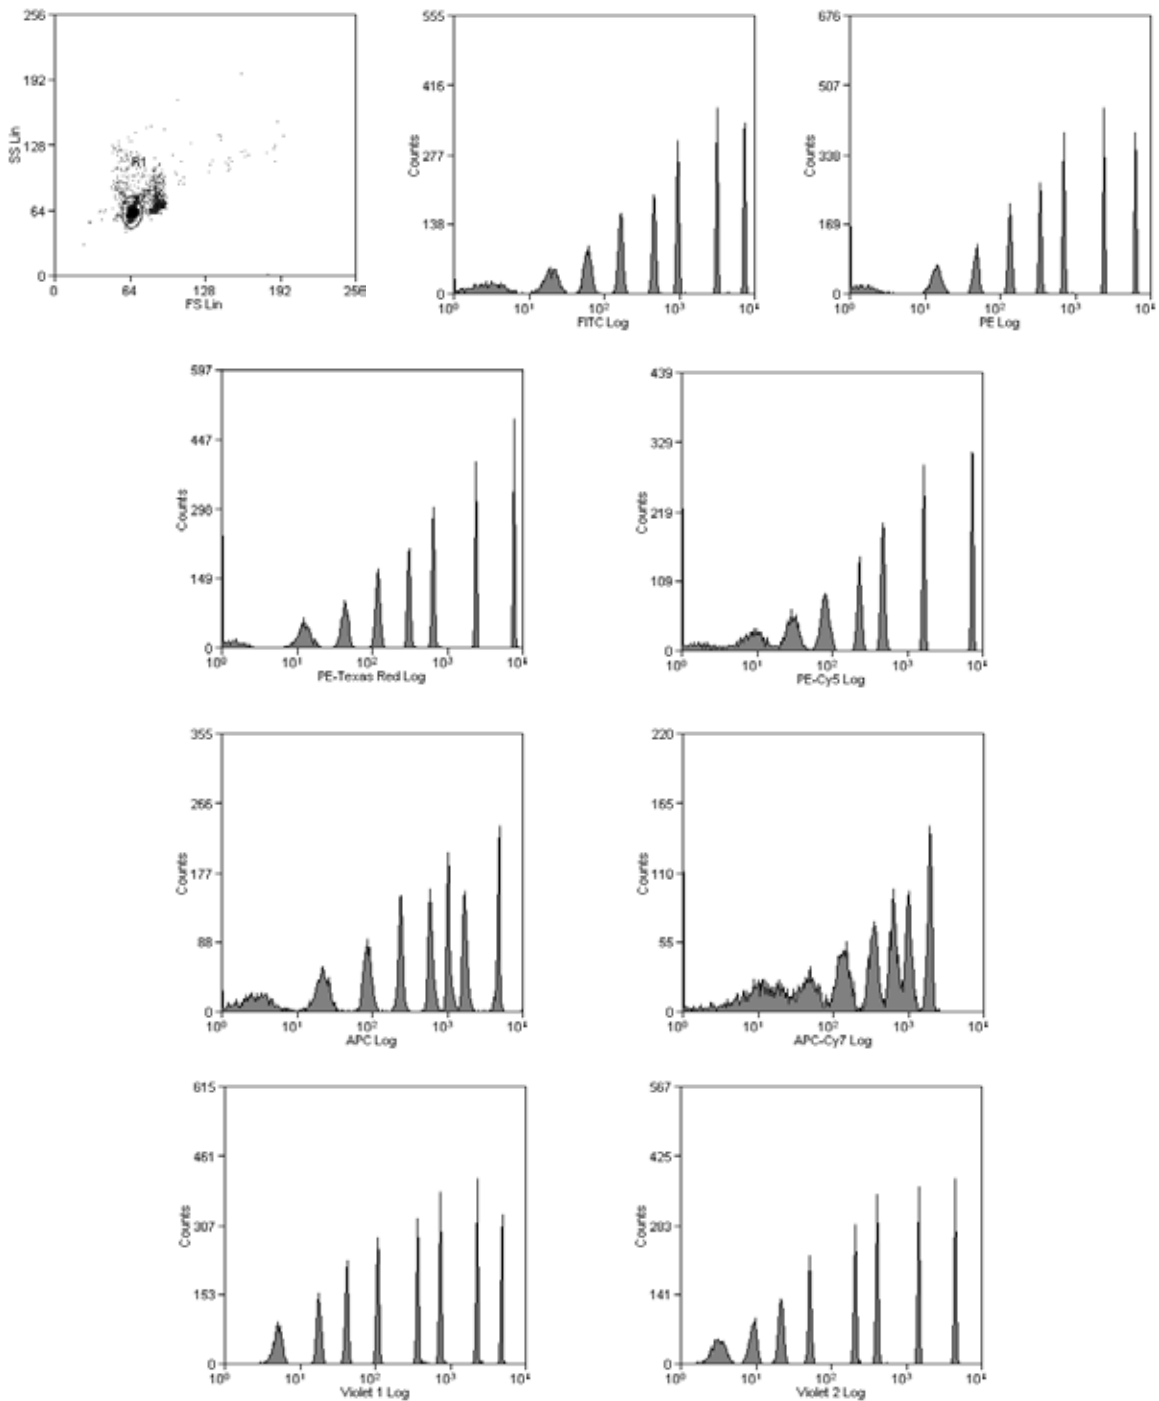 256
192
128
64
0
SS Lin
R1
0 64 128 192 256
FS Lin
555
416
277
138
0
Counts
10⁰ 10¹ 10² 10³ 10⁴
FITC Log
676
507
338
169
0
Counts
10⁰ 10¹ 10² 10³ 10⁴
PE Log
597
447
298
149
0
Counts
10⁰ 10¹ 10² 10³ 10⁴
PE-Texas Red Log
439
329
219
109
0
Counts
10⁰ 10¹ 10² 10³ 10⁴
PE-Cy5 Log
355
266
177
88
0
Counts
10⁰ 10¹ 10² 10³ 10⁴
APC Log
220
165
110
55
0
Counts
10⁰ 10¹ 10² 10³ 10⁴
APC-Cy7 Log
615
461
307
153
0
Counts
10⁰ 10¹ 10² 10³ 10⁴
Violet 1 Log
567
425
283
141
0
Counts
10⁰ 10¹ 10² 10³ 10⁴
Violet 2 Log